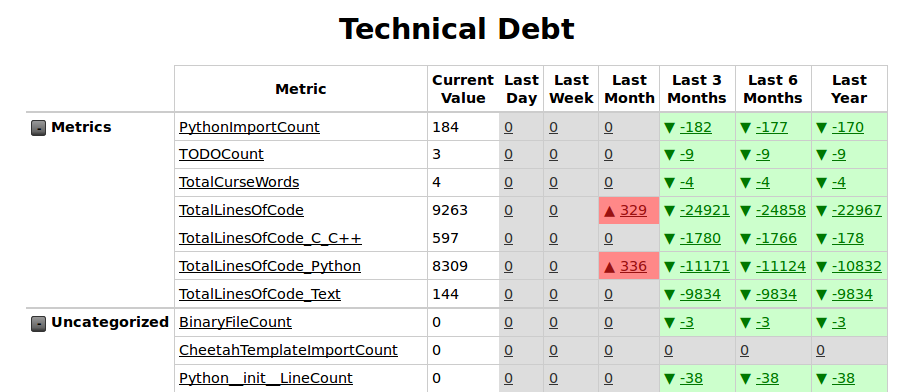 Technical Debt
Metric Current Value Last Day Last Week Last Month Last 3 Months Last 6 Months Last Year
- Metrics PythonImportCount 184 0 0 0 ▼ -182 ▼ -177 ▼ -170
TODOCount 3 0 0 0 ▼ -9 ▼ -9 ▼ -9
TotalCurseWords 4 0 0 0 ▼ -4 ▼ -4 ▼ -4
TotalLinesOfCode 9263 0 0 ▲ 329 ▼ -24921 ▼ -24858 ▼ -22967
TotalLinesOfCode_C_C++ 597 0 0 0 ▼ -1780 ▼ -1766 ▼ -178
TotalLinesOfCode_Python 8309 0 0 ▲ 336 ▼ -11171 ▼ -11124 ▼ -10832
TotalLinesOfCode_Text 144 0 0 0 ▼ -9834 ▼ -9834 ▼ -9834
- Uncategorized BinaryFileCount 0 0 0 0 ▼ -3 ▼ -3 ▼ -3
CheetahTemplateImportCount 0 0 0 0 0 0 0
Python__init__LineCount 0 0 0 0 ▼ -38 ▼ -38 ▼ -38